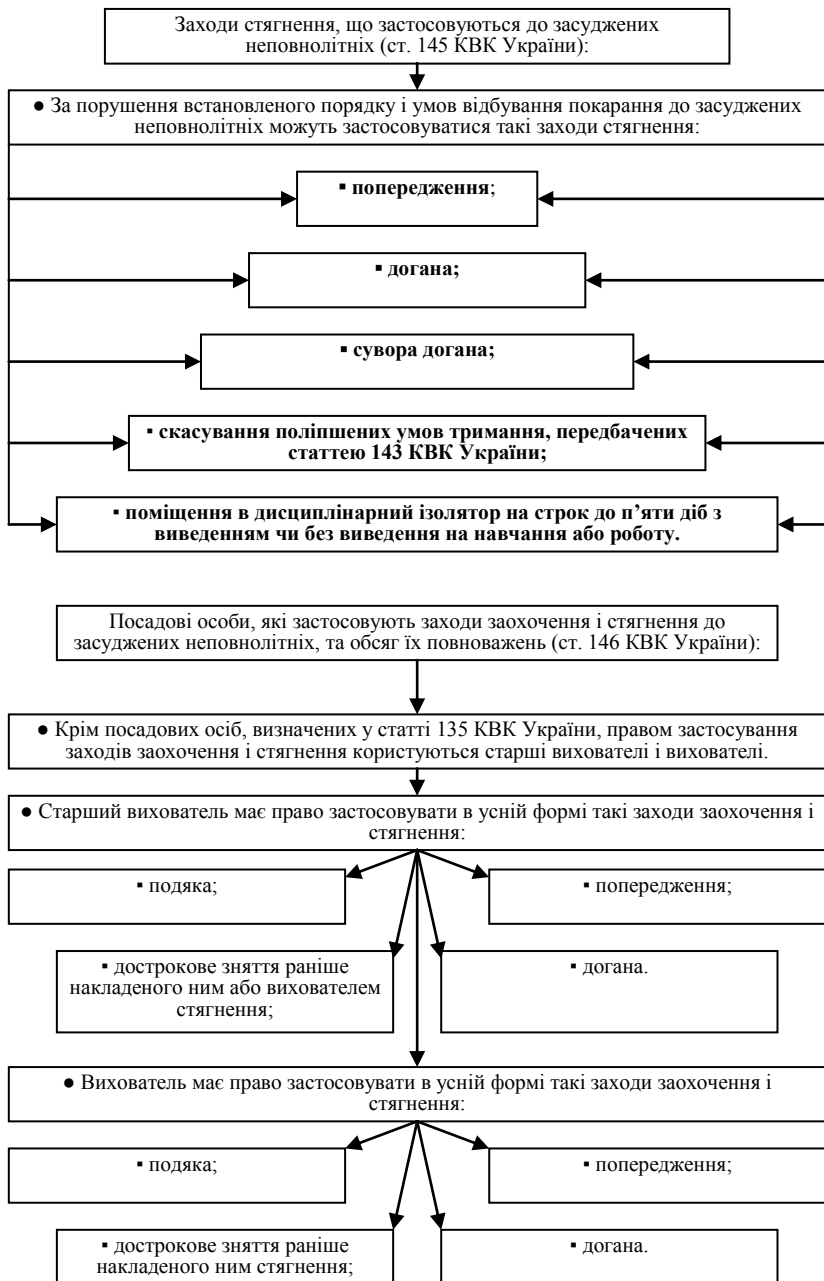 Заходи стягнення, що застосовуються до засуджених
неповнолітніх (ст. 145 КВК України):
● За порушення встановленого порядку і умов відбування покарання до засуджених
неповнолітніх можуть застосовуватися такі заходи стягнення:
▪ попередження;
▪ догана;
▪ сувора догана;
▪ скасування поліпшених умов тримання, передбачених
статтею 143 КВК України;
▪ поміщення в дисциплінарний ізолятор на строк до п’яти діб з
виведенням чи без виведення на навчання або роботу.
Посадові особи, які застосовують заходи заохочення і стягнення до
засуджених неповнолітніх, та обсяг їх повноважень (ст. 146 КВК України):
● Крім посадових осіб, визначених у статті 135 КВК України, правом застосування
заходів заохочення і стягнення користуються старші вихователі і вихователі.
● Старший вихователь має право застосовувати в усній формі такі заходи заохочення і
стягнення:
▪ подяка;
▪ попередження;
▪ дострокове зняття раніше
накладеного ним або вихователем
стягнення;
▪ догана.
● Вихователь має право застосовувати в усній формі такі заходи заохочення і
стягнення:
▪ подяка;
▪ попередження;
▪ дострокове зняття раніше
накладеного ним стягнення;
▪ догана.